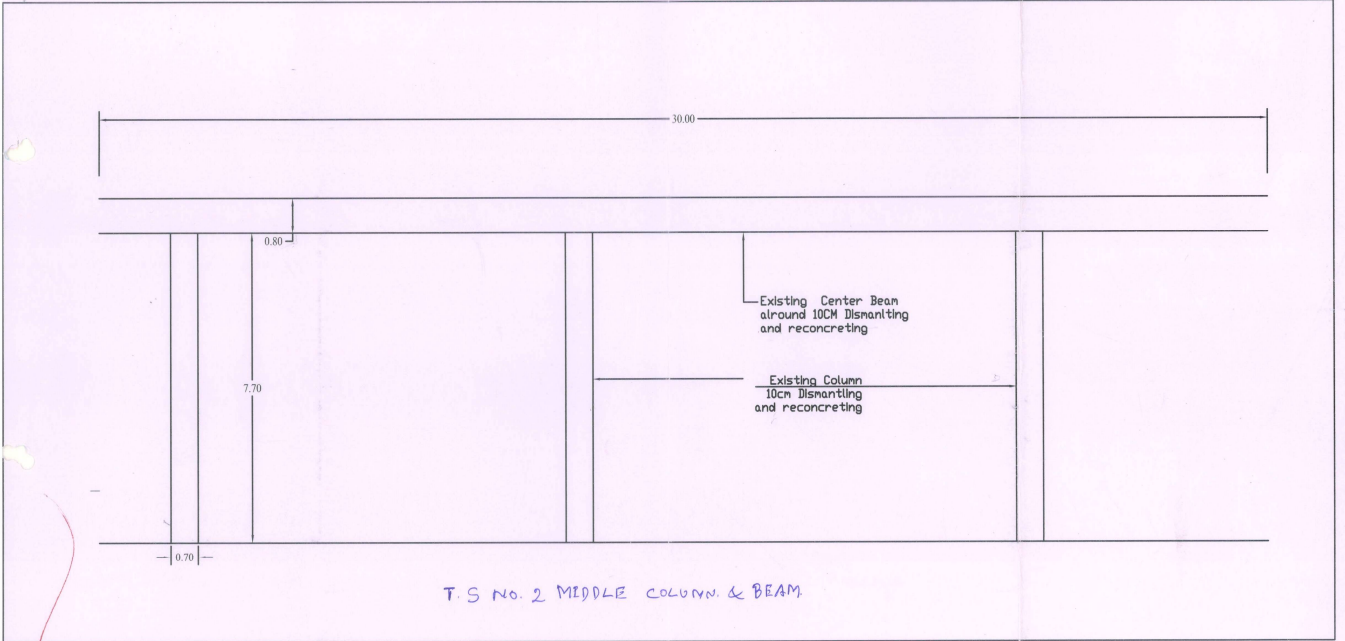 30.00
0.80
Existing Center Beam
alround 10CM Dismanlting
and reconcreting
7.70
Existing Column
10cm Dismantling
and reconcreting
0.70
T. S NO. 2 MIDDLE COLUMN. & BEAM